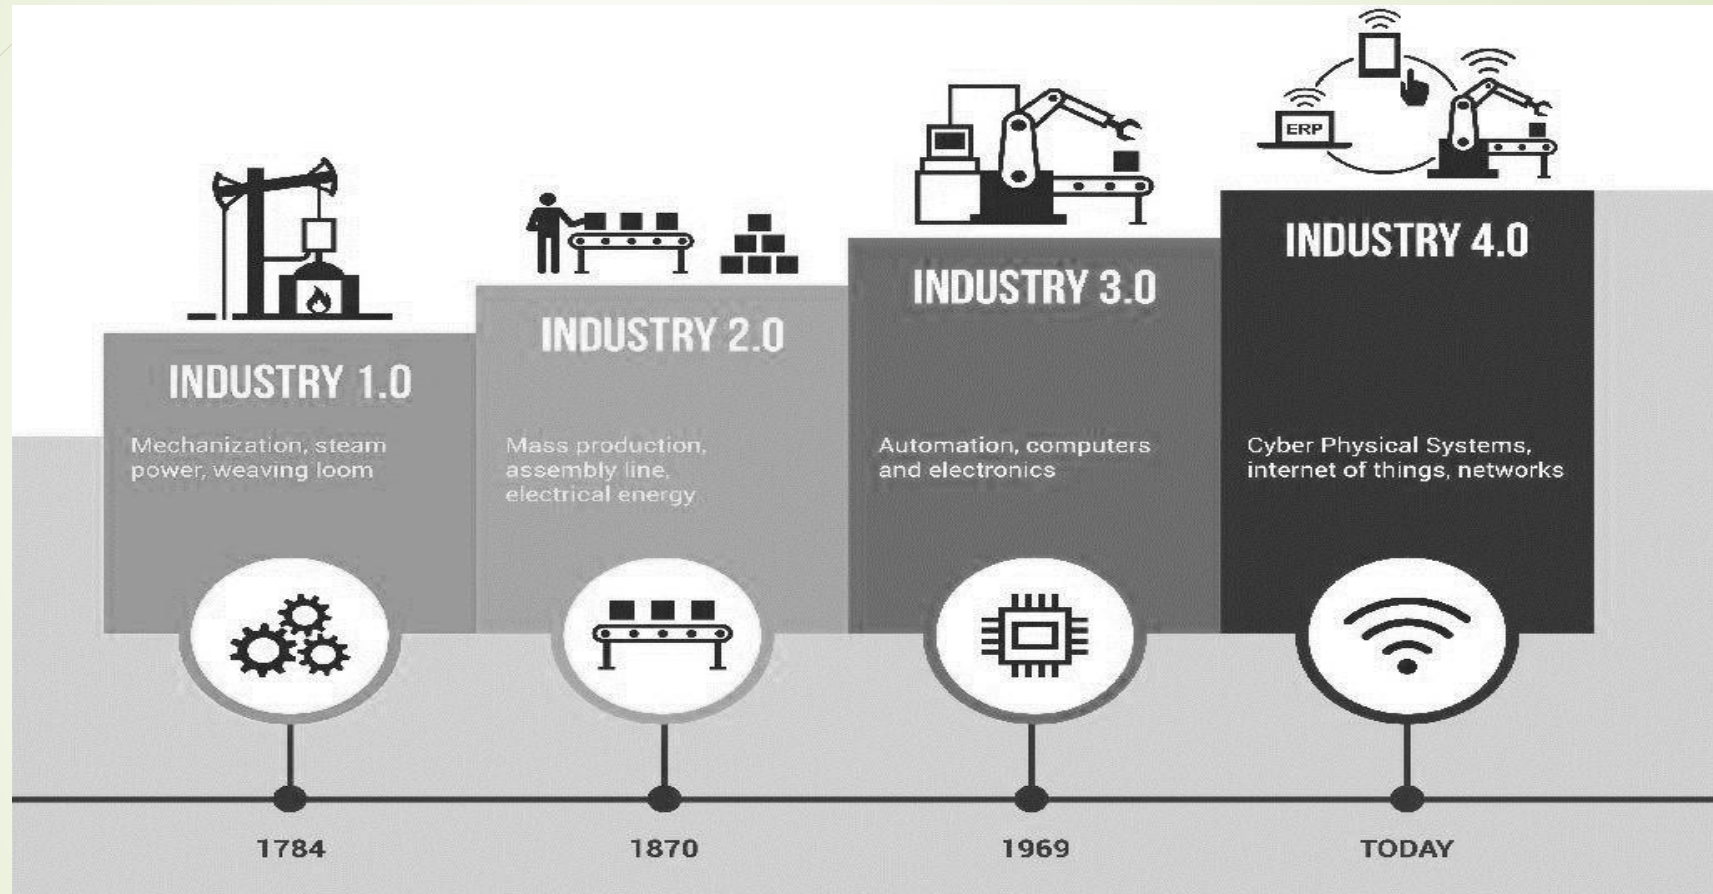 ERP
INDUSTRY 1.0
Mechanization, steam
power, weaving loom
INDUSTRY 2.0
Mass production,
assembly line,
electrical energy
INDUSTRY 3.0
Automation, computers
and electronics
INDUSTRY 4.0
Cyber Physical Systems,
internet of things, networks
1784
1870
1969
TODAY